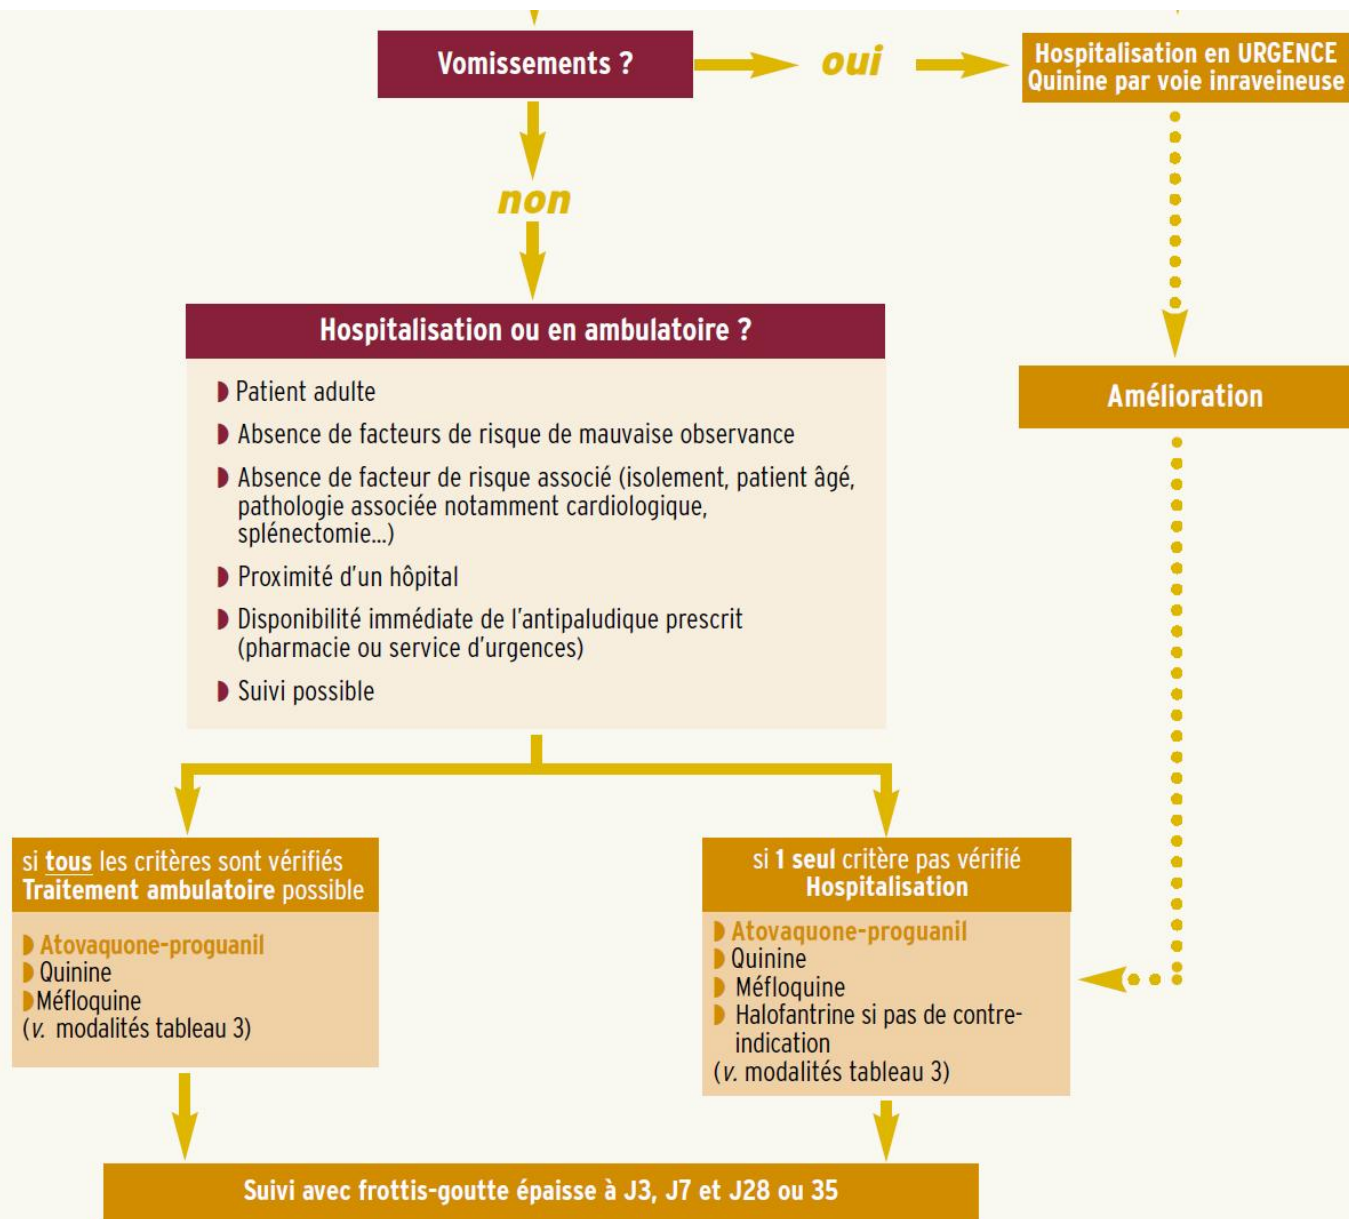 Vomissements ?
oui
Hospitalisation en URGENCE
Quinine par voie inraveineuse
non
Hospitalisation ou en ambulatoire ?
Patient adulte
Absence de facteurs de risque de mauvaise observance
Absence de facteur de risque associé (isolement, patient âgé,
pathologie associée notamment cardiologique,
splénectomie...)
Proximité d'un hôpital
Disponibilité immédiate de l'antipaludique prescrit
(pharmacie ou service d'urgences)
Suivi possible
Amélioration
si tous les critères sont vérifiés
Traitement ambulatoire possible
Atovaquone-proguanil
Quinine
Méfloquine
(v. modalités tableau 3)
si 1 seul critère pas vérifié
Hospitalisation
Atovaquone-proguanil
Quinine
Méfloquine
Halofantrine si pas de contre-
indication
(v. modalités tableau 3)
Suivi avec frottis-goutte épaisse à J3, J7 et J28 ou 35